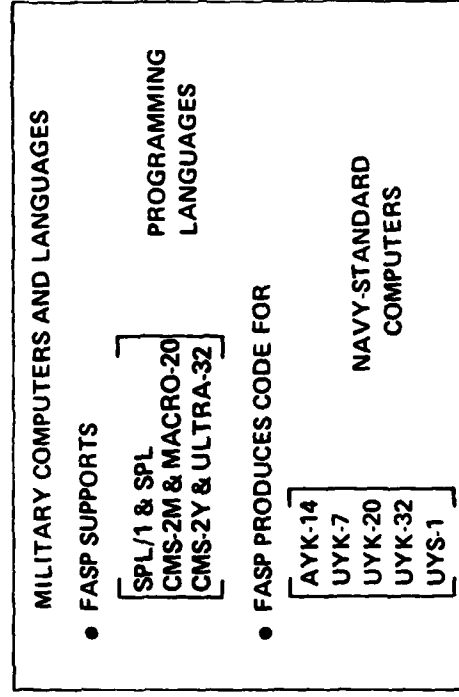 MILITARY COMPUTERS AND LANGUAGES
• FASP SUPPORTS
SPL/1 & SPL
CMS-2M & MACRO-20
CMS-2Y & ULTRA-32
PROGRAMMING
LANGUAGES
• FASP PRODUCES CODE FOR
AYK-14
UYK-7
UYK-20
UYK-32
UYS-1
NAVY-STANDARD
COMPUTERS